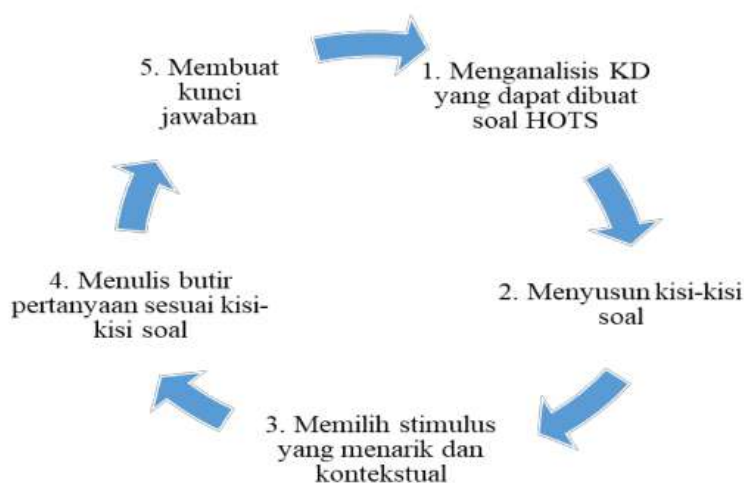 1. Menganalisis KD
yang dapat dibuat
soal HOTS
2. Menyusun kisi-kisi
soal
3. Memilih stimulus
yang menarik dan
kontekstual
4. Menulis butir
pertanyaan sesuai kisi-
kisi soal
5. Membuat
kunci
jawaban